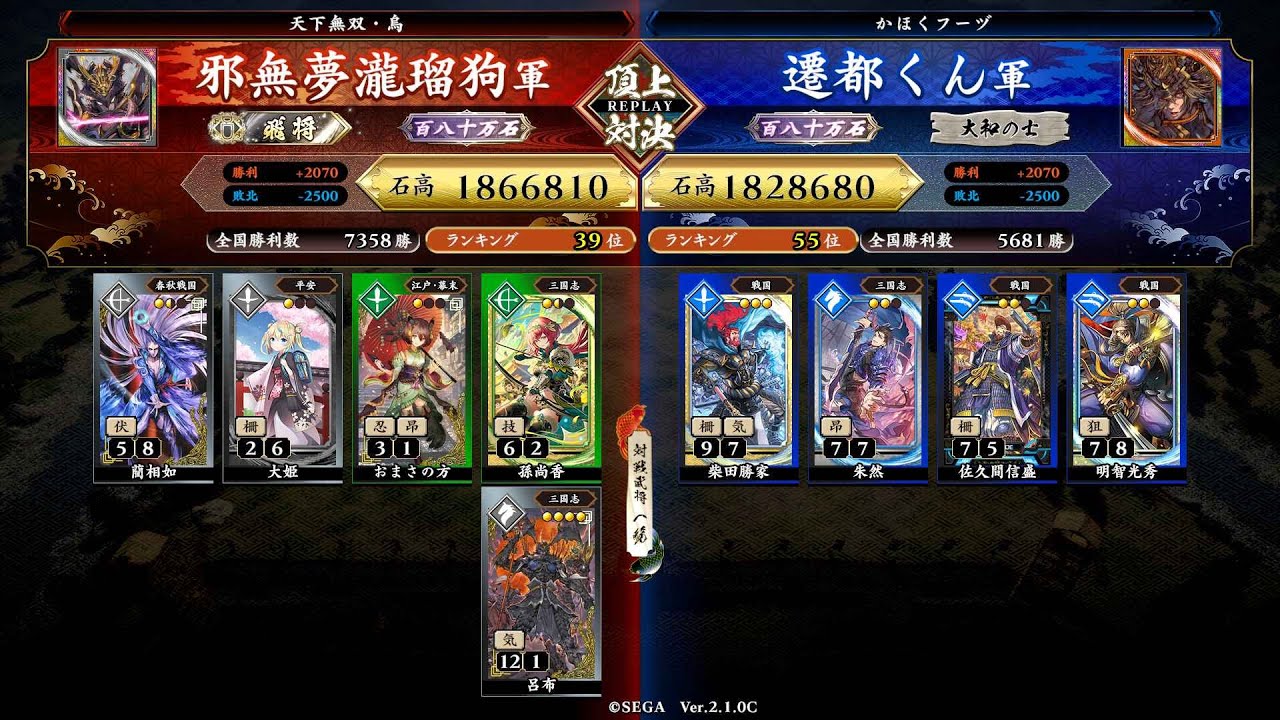 天下無双・鳥
かほくフーヅ
邪無夢瀧瑠狗軍
頂上
REPLAY
対決
遷都くん軍
飛将
百八十万石
百八十万石
大和の士
勝利 +2070
敗北 -2500
石高 1866810
石高 1828680
勝利 +2070
敗北 -2500
全国勝利数 7358勝
ランキング 39位
ランキング 55位
全国勝利数 5681勝
春秋戦国
平安
江戸・幕末
三国志
戦国
三国志
戦国
戦国
伏
5 8
藺相如
柵
2 6
大姫
忍 昂
3 1
おまさの方
技
6 2
孫尚香
柵 気
9 7
柴田勝家
昂
7 7
朱然
柵
7 5
佐久間信盛
狙
7 8
明智光秀
対戦武将一覧
三国志
気
12 1
呂布
©SEGA Ver.2.1.0C